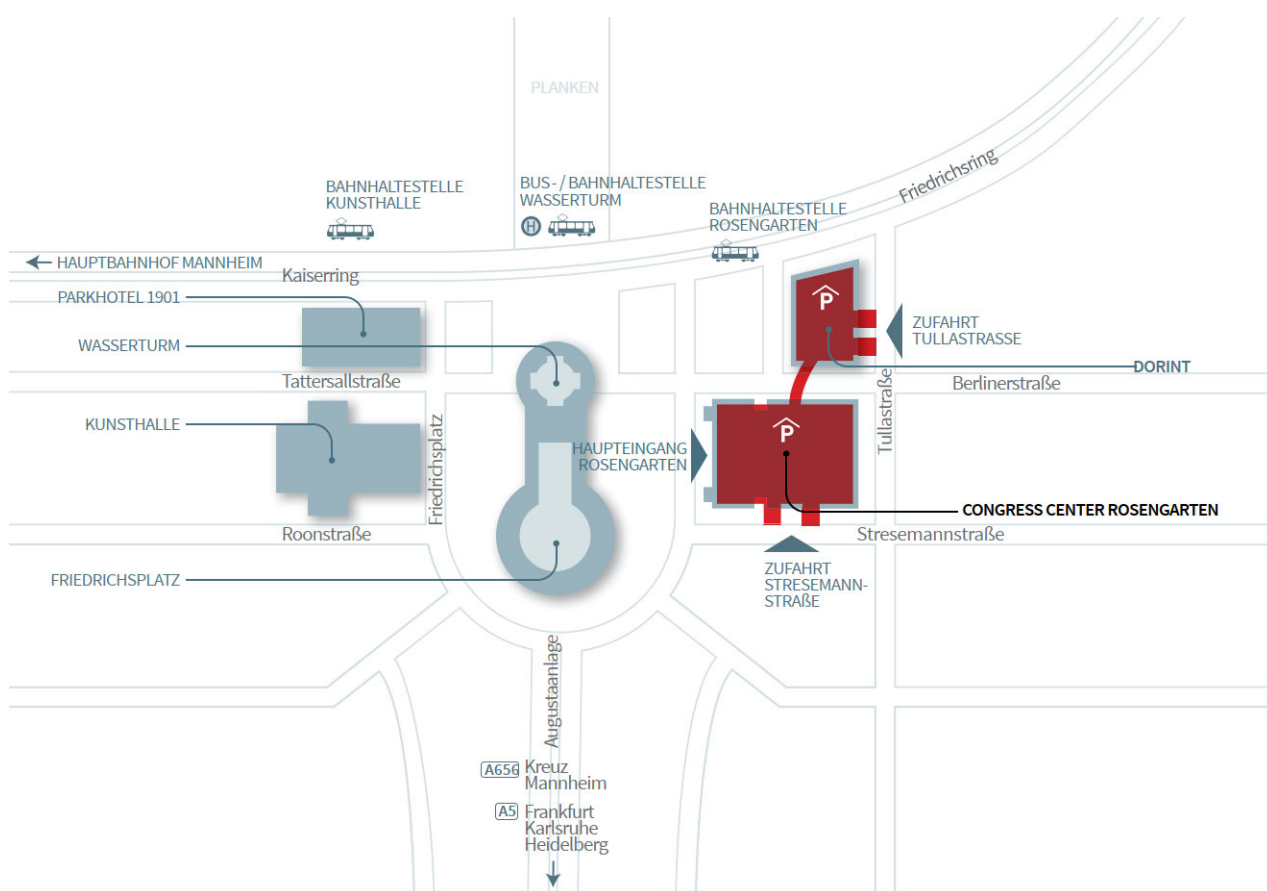 PLANKEN
Friedrichsring
BAHNHALTESTELLE
KUNSTHALLE
BUS-/ BAHNHALTESTELLE
WASSERTURM
H
BAHNHALTESTELLE
ROSENGARTEN
HAUPTBAHNHOF MANNHEIM
Kaiserring
PARKHOTEL 1901
P
ZUFAHRT
TULLASTRASSE
WASSERTURM
DORINT
Tattersallstraße
Berlinerstraße
Tullastraße
KUNSTHALLE
Friedrichsplatz
HAUPTEINGANG
ROSENGARTEN
P
CONGRESS CENTER ROSENGARTEN
Roonstraße
Stresemannstraße
FRIEDRICHSPLATZ
ZUFAHRT
STRESEMANN-
STRAßE
Augustaanlage
A656 Kreuz
Mannheim
A5 Frankfurt
Karlsruhe
Heidelberg